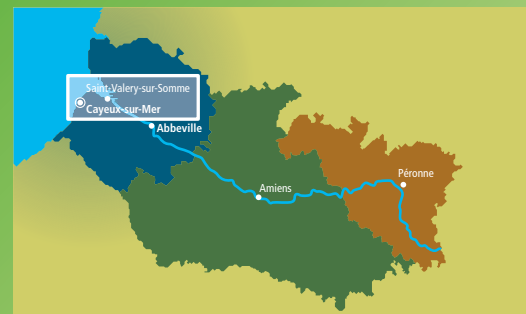 Saint-Valery-sur-Somme
Cayeux-sur-Mer
Abbeville
Péronne
Amiens